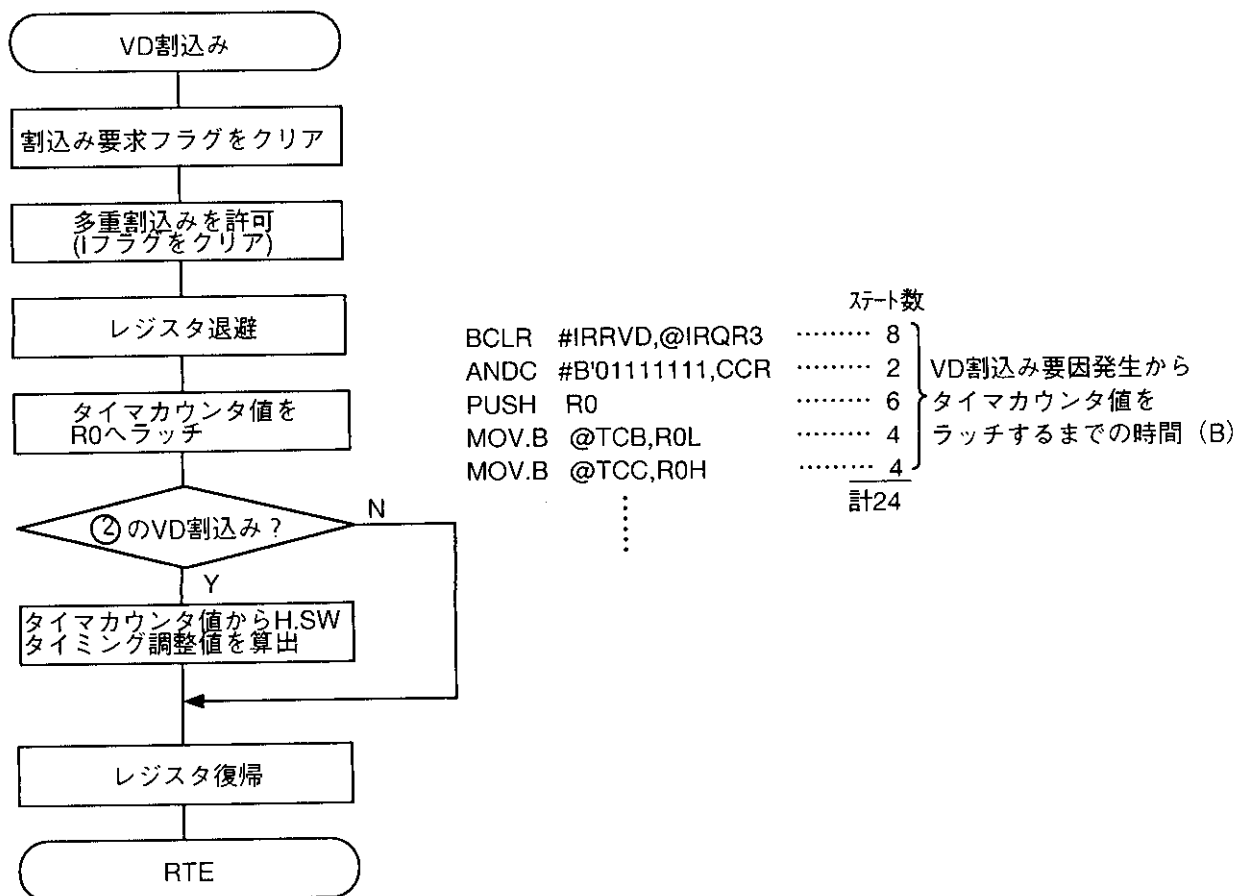 VD割込み
割込み要求フラグをクリア
多重割込みを許可
(Iフラグをクリア)
レジスタ退避
タイマカウンタ値を
R0へラッチ
②のVD割込み？
N
Y
タイマカウンタ値からH.SW
タイミング調整値を算出
レジスタ復帰
RTE
ステート数
BCLR #IRRVD,@IRQR3 ……… 8
ANDC #B'01111111,CCR ……… 2
PUSH R0 ……… 6
MOV.B @TCB,R0L ……… 4
MOV.B @TCC,R0H ……… 4
計24
VD割込み要因発生から
タイマカウンタ値を
ラッチするまでの時間（B）